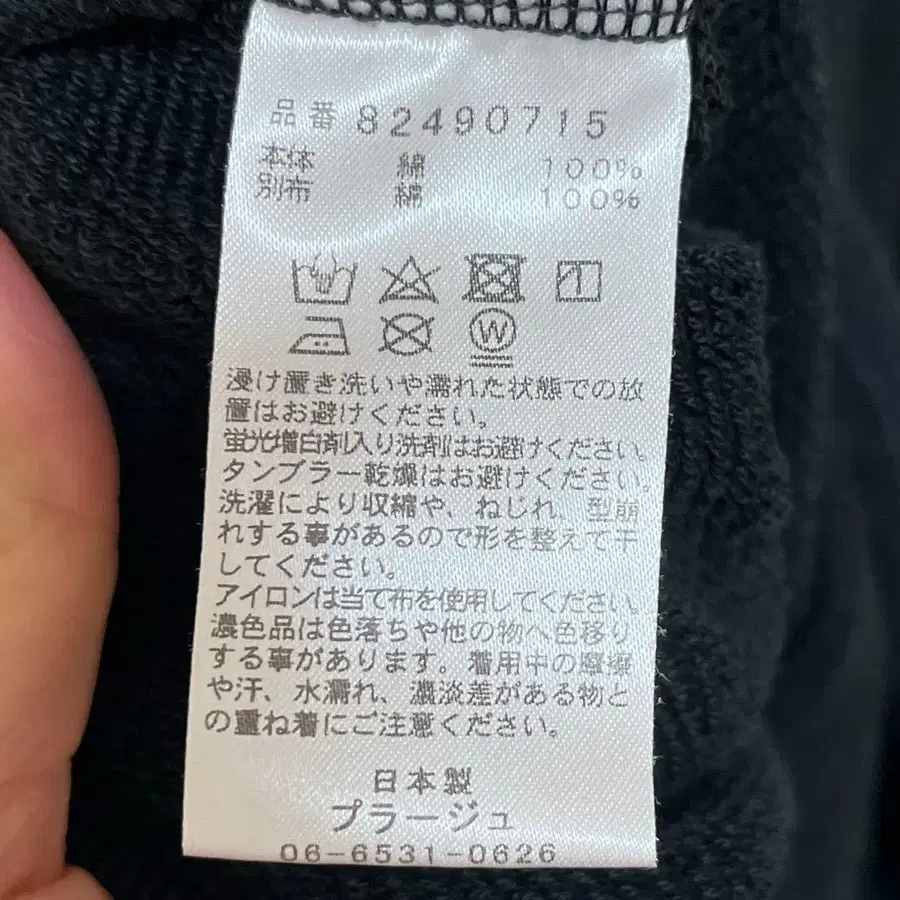 品番 82490715
本体 綿 100%
別布 綿 100%
W
浸け置き洗いや濡れた状態での放
置はお避けください。
蛍光増白剤入り洗剤はお避けください。
タンブラー乾燥はお避けください。
洗濯により収縮や、ねじれ、型崩
れする事があるので形を整えて干
してください。
アイロンは当て布を使用してください。
濃色品は色落ちや他の物へ色移り
する事があります。着用中の摩擦
や汗、水濡れ、濃淡差がある物と
の重ね着にご注意ください。
日本製
プラージュ
06-6531-0626